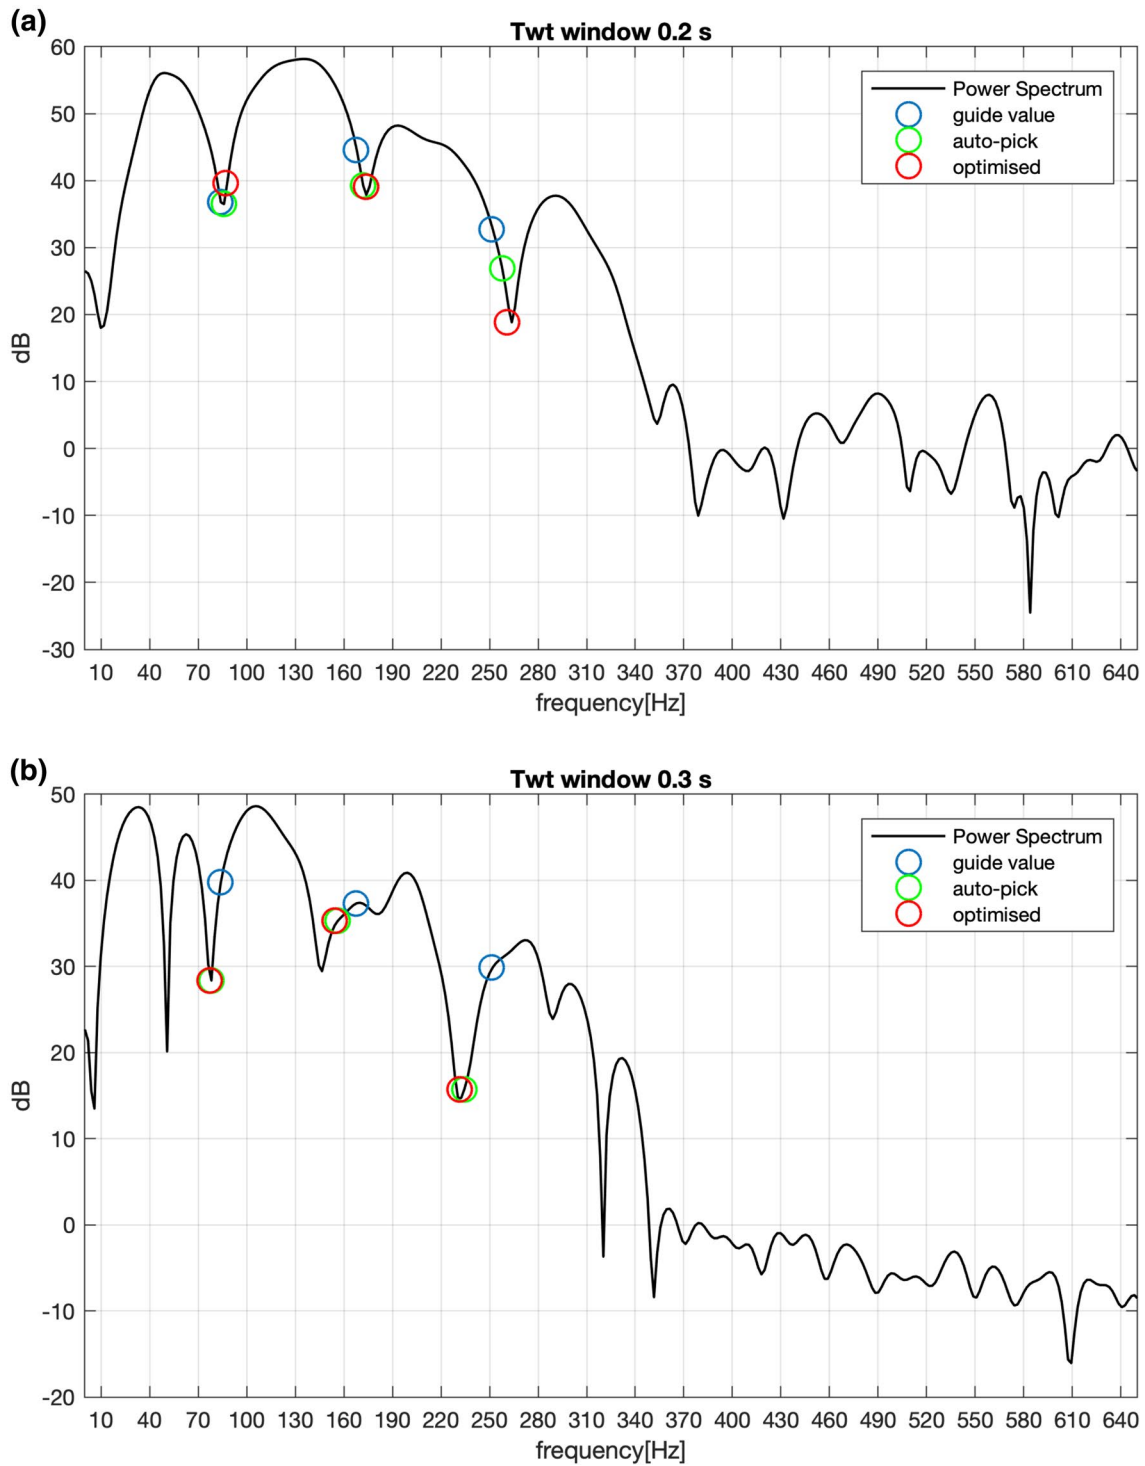 (a)
Twt window 0.2 s
60
50
40
30
20
10
0
-10
-20
-30
dB
Power Spectrum
guide value
auto-pick
optimised
10 40 70 100 130 160 190 220 250 280 310 340 370 400 430 460 490 520 550 580 610 640
frequency[Hz]
(b)
Twt window 0.3 s
50
40
30
20
10
0
-10
-20
dB
Power Spectrum
guide value
auto-pick
optimised
10 40 70 100 130 160 190 220 250 280 310 340 370 400 430 460 490 520 550 580 610 640
frequency[Hz]